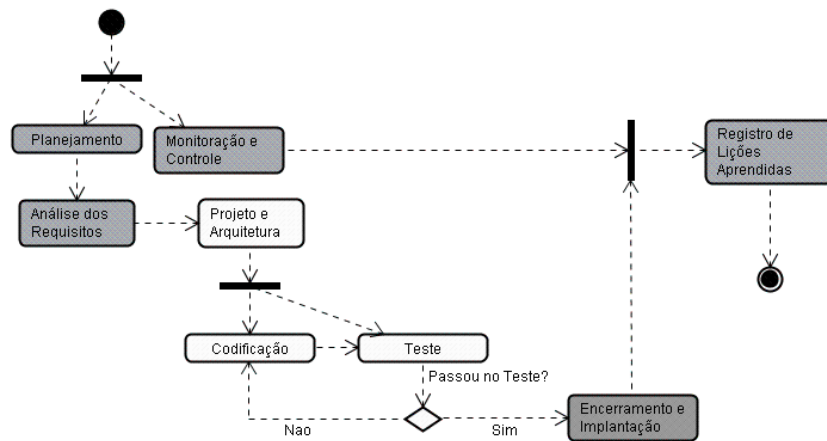 Planejamento
Monitoração e
Controle
Registro de
Lições
Aprendidas
Análise dos
Requisitos
Projeto e
Arquitetura
Codificação
Teste
Passou no Teste?
Nao
Sim
Encerramento e
Implantação